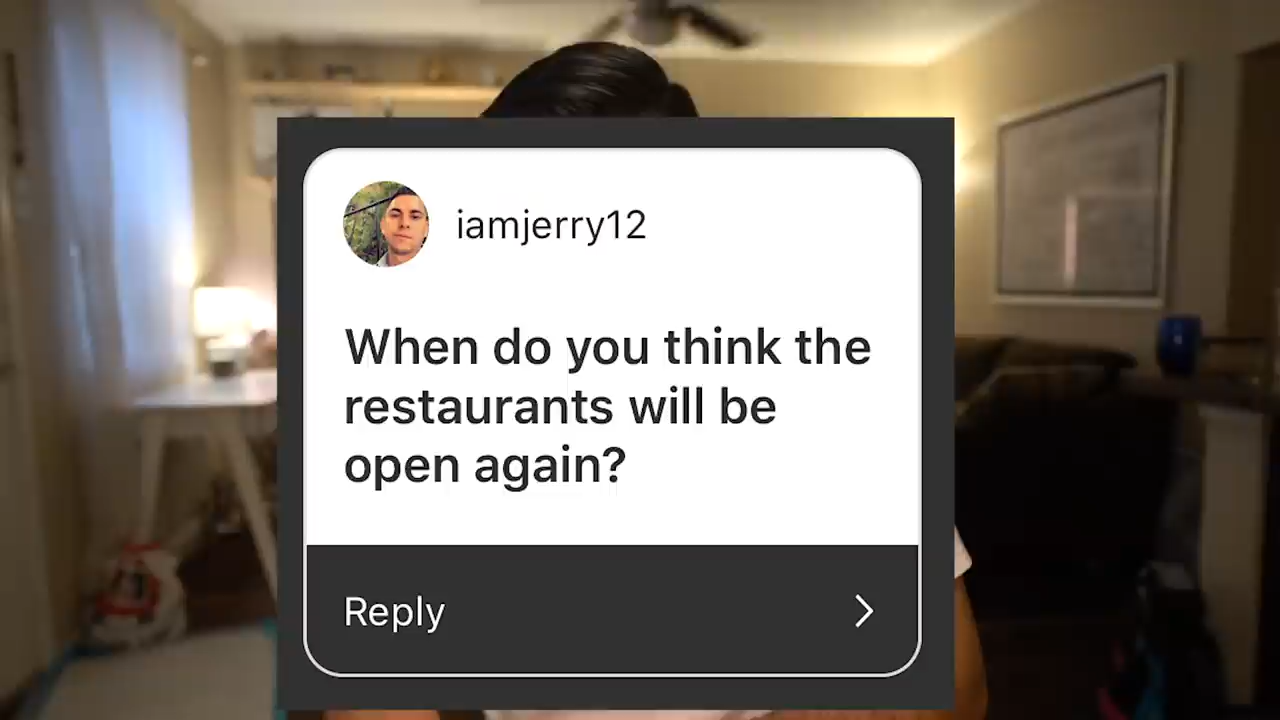 iamjerry12
When do you think the
restaurants will be
open again?
Reply